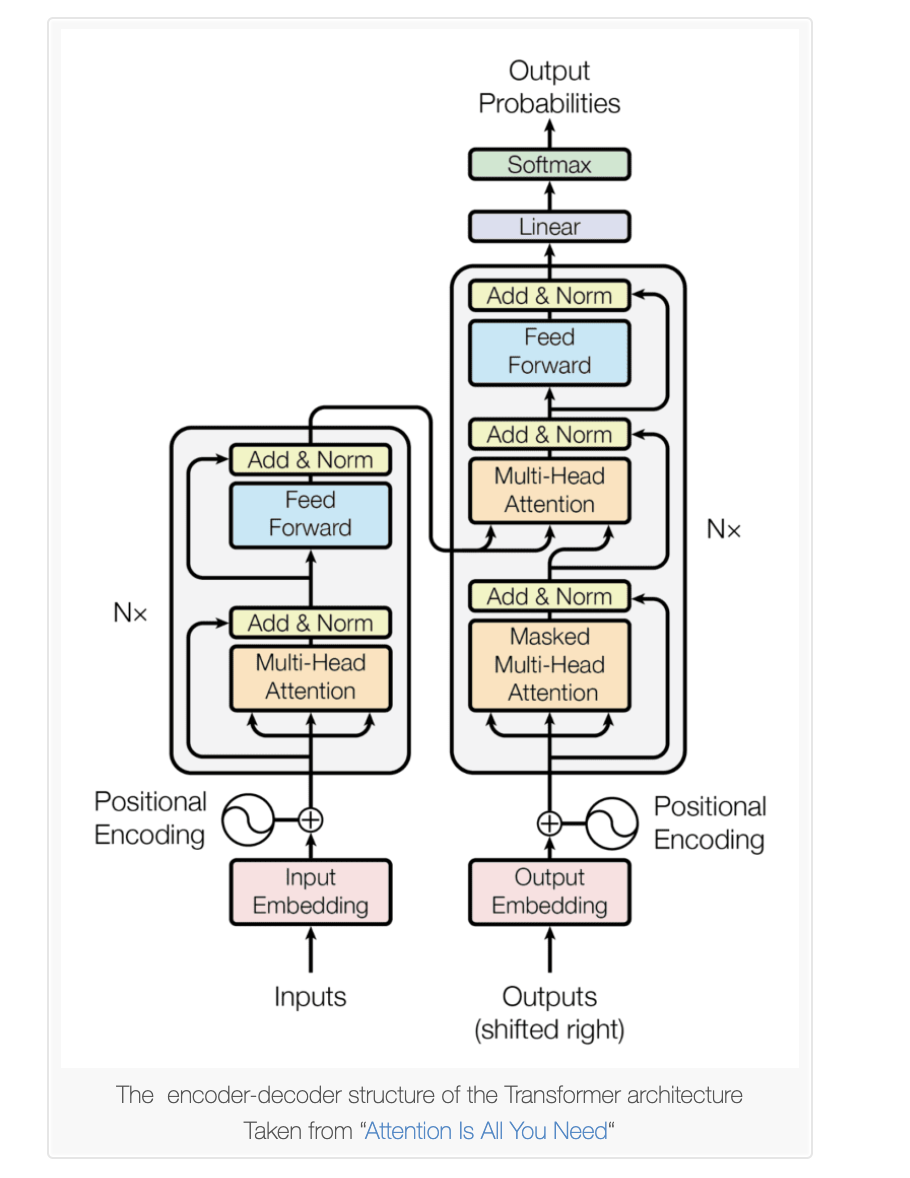 Output
Probabilities
Softmax
Linear
Add & Norm
Feed
Forward
Add & Norm
Multi-Head
Attention
Nx
Add & Norm
Masked
Multi-Head
Attention
Add & Norm
Feed
Forward
Nx
Add & Norm
Multi-Head
Attention
Positional
Encoding
Positional
Encoding
Input
Embedding
Output
Embedding
Inputs
Outputs
(shifted right)
The encoder-decoder structure of the Transformer architecture
Taken from “Attention Is All You Need“